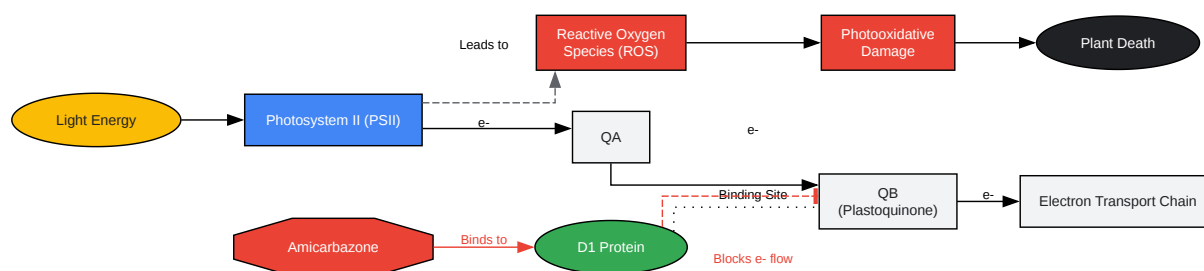 Leads to
Reactive Oxygen
Species (ROS)
Photooxidative
Damage
Plant Death
Light Energy
Photosystem II (PSII)
e-
QA
e-
Binding Site
QB
(Plastoquinone)
e-
Electron Transport Chain
Amicarbazone
Binds to
D1 Protein
Blocks e- flow